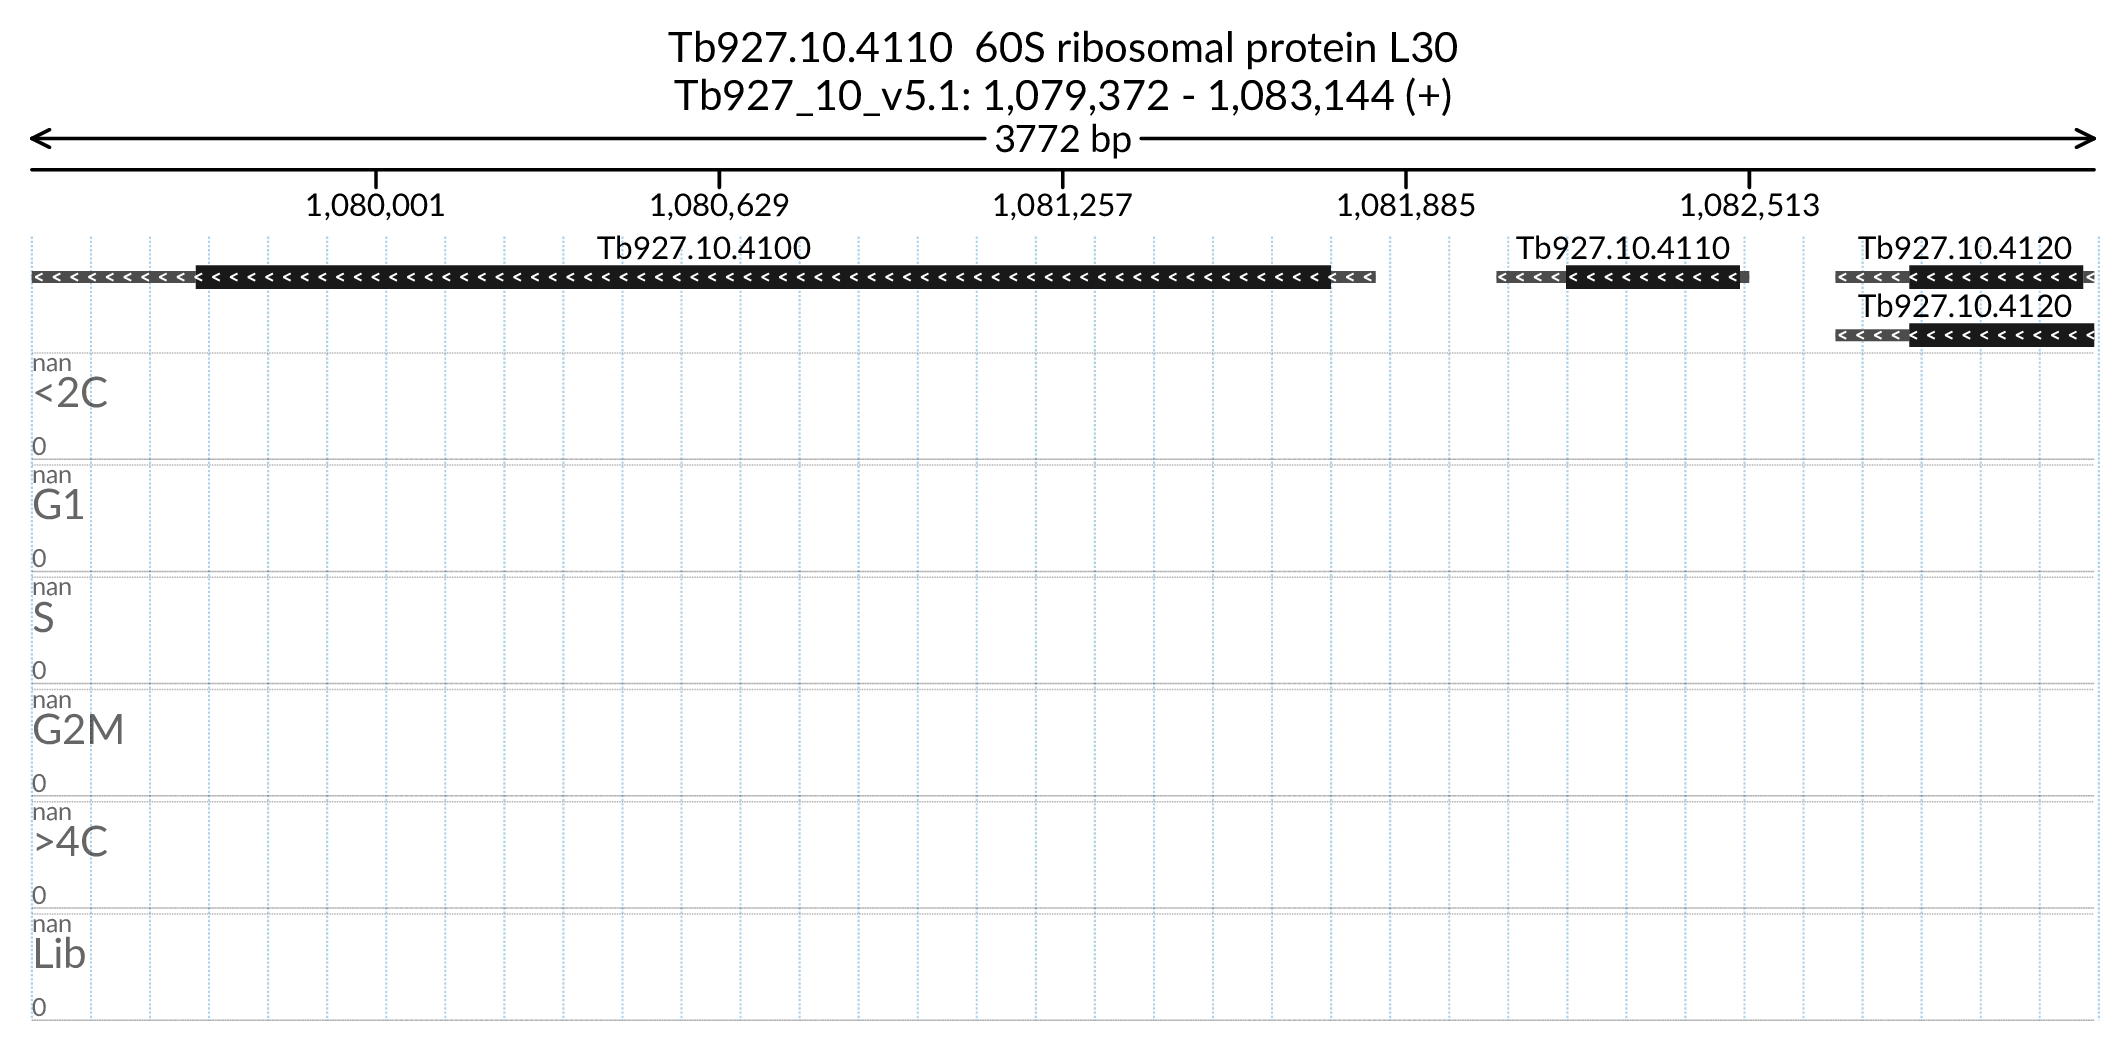 Tb927.10.4110  60S ribosomal protein L30
Tb927_10_v5.1: 1,079,372 - 1,083,144 (+)
3772 bp
1,080,001 1,080,629 1,081,257 1,081,885 1,082,513
Tb927.10.4100 Tb927.10.4110 Tb927.10.4120
Tb927.10.4120
nan
<2C
0
nan
G1
0
nan
S
0
nan
G2M
0
nan
>4C
0
nan
Lib
0